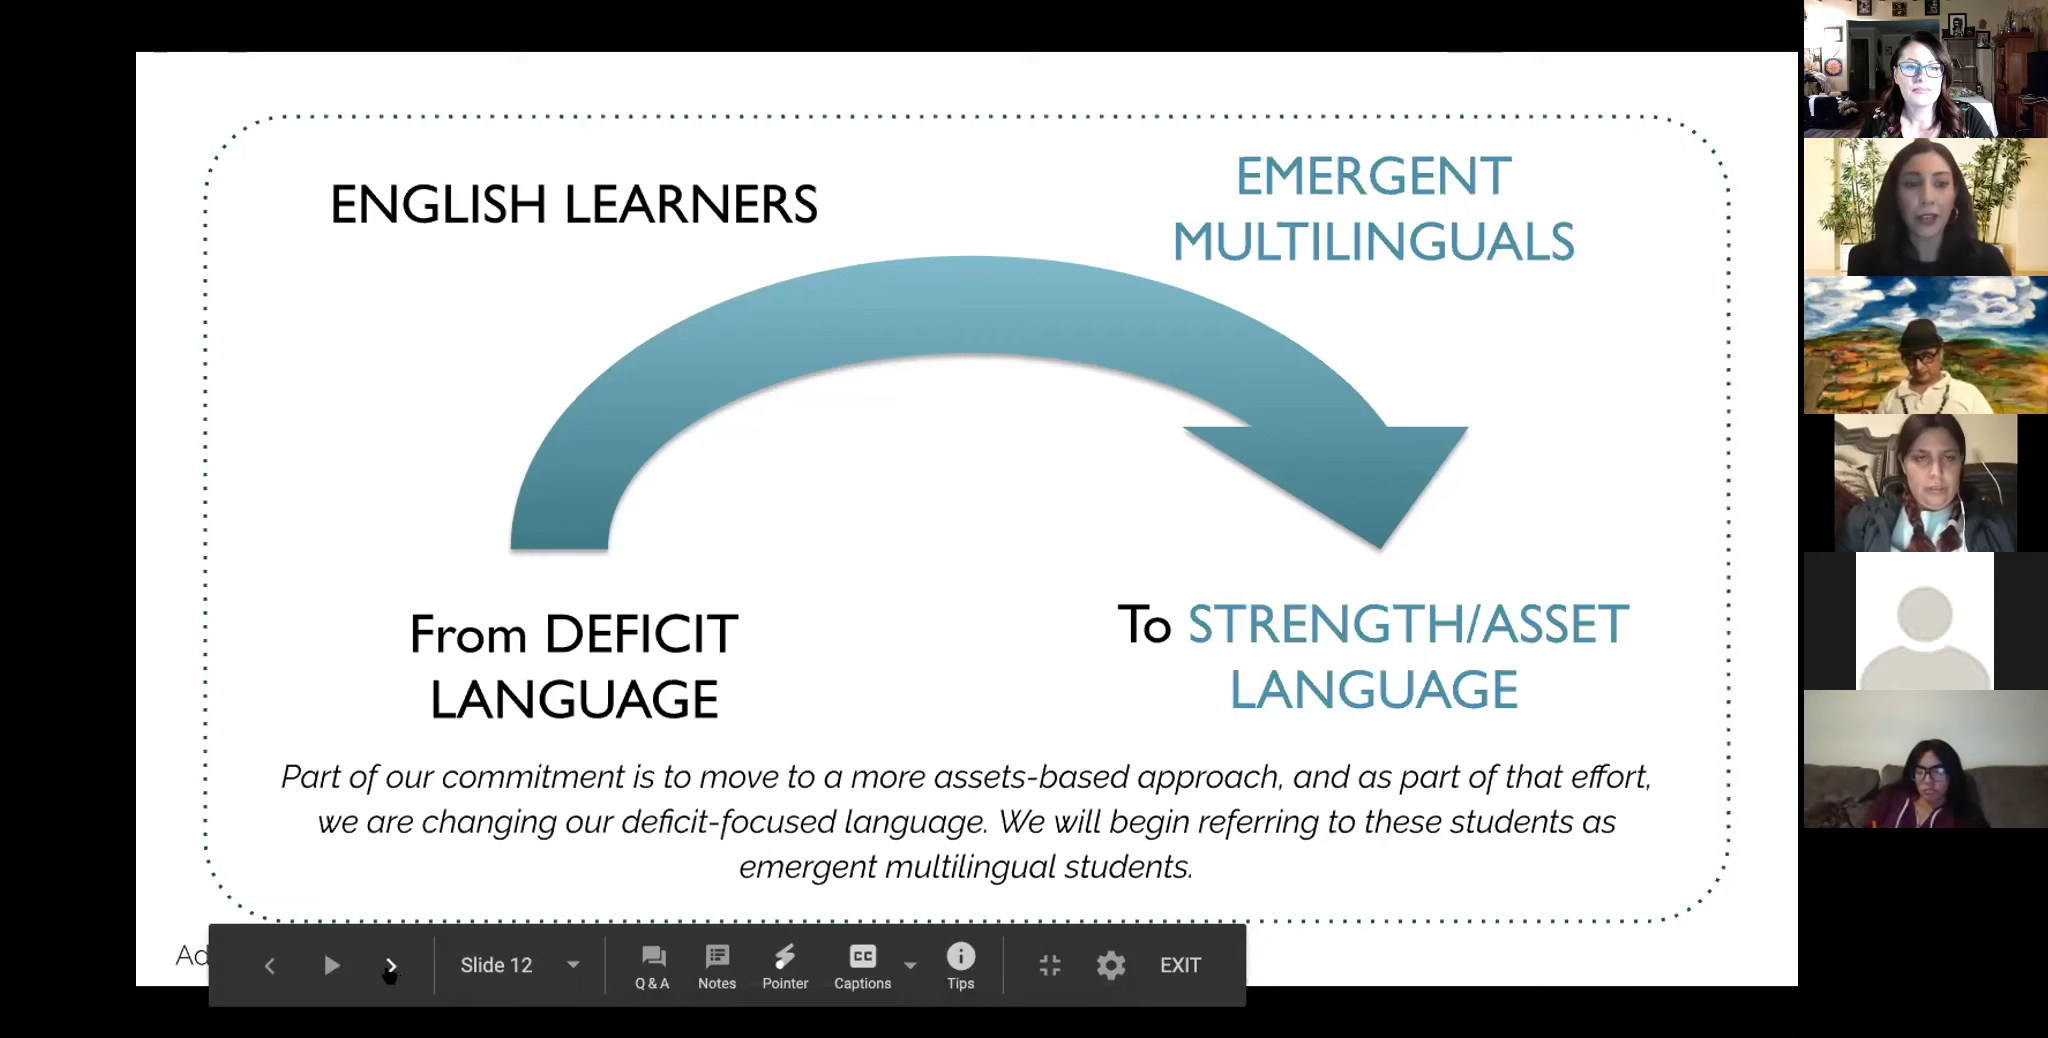 ENGLISH LEARNERS
EMERGENT
MULTILINGUALS
From DEFICIT
LANGUAGE
To STRENGTH/ASSET
LANGUAGE
Part of our commitment is to move to a more assets-based approach, and as part of that effort,
we are changing our deficit-focused language. We will begin referring to these students as
emergent multilingual students.
Slide 12
Q & A
Notes
Pointer
CC
Captions
Tips
EXIT